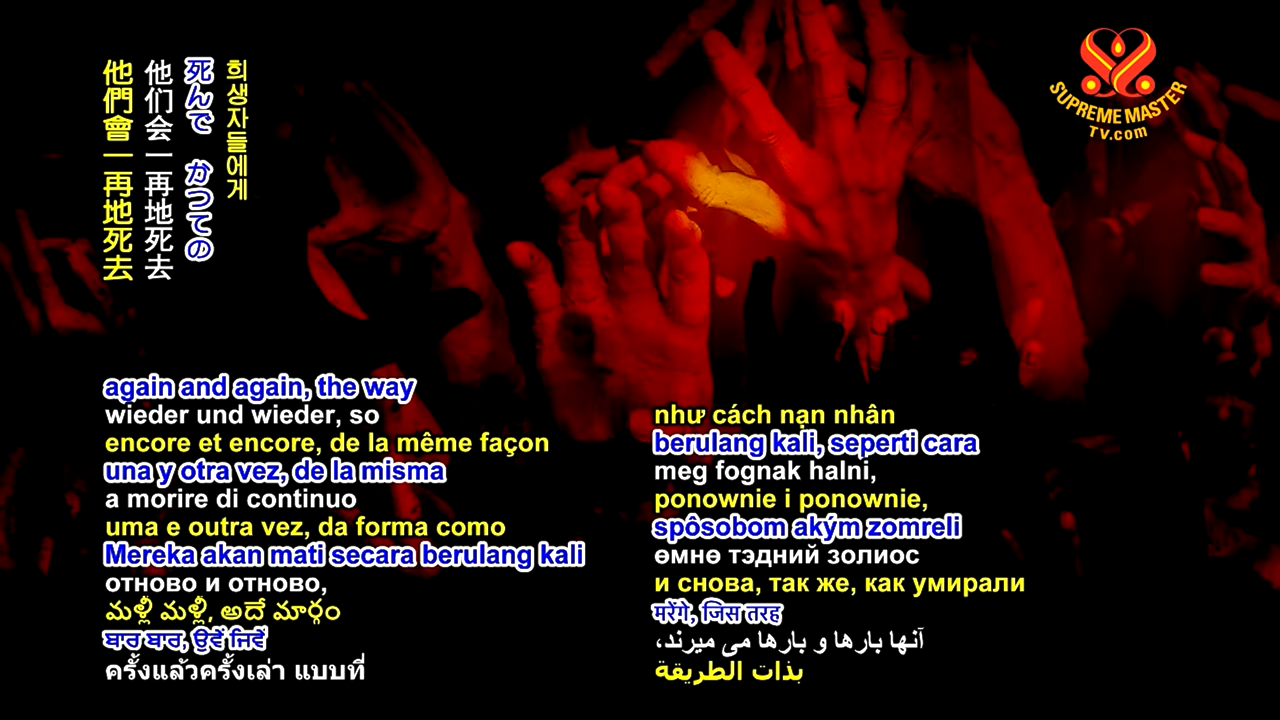 희생자들에게
死んで かつての
他们会一再地死去
他們會一再地死去
SUPREME MASTER
TV.com
again and again, the way
wieder und wieder, so
encore et encore, de la même façon
una y otra vez, de la misma
a morire di continuo
uma e outra vez, da forma como
Mereka akan mati secara berulang kali
отново и отново,
మళ్లీ మళ్లీ, అదే మార్గం
ਬਾਰ ਬਾਰ, ਉਵੇਂ ਜਿਵੇਂ
ครั้งแล้วครั้งเล่า แบบที่
như cách nạn nhân
berulang kali, seperti cara
meg fognak halni,
ponownie i ponownie,
spôsobom akým zomreli
өмнө тэдний золиос
и снова, так же, как умирали
मरेंगे, जिस तरह
آنها بارها و بارها می میرند،
بذات الطريقة